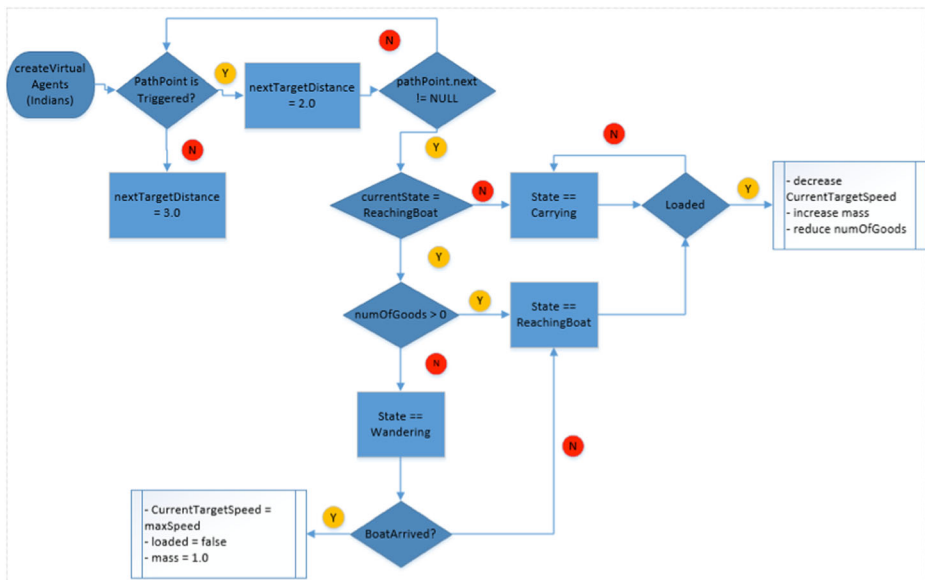 createVirtual
Agents
(Indians)
PathPoint is
Triggered?
Y
nextTargetDistance
= 2.0
N
pathPoint.next
!= NULL
N
nextTargetDistance
= 3.0
Y
currentState =
ReachingBoat
N
State ==
Carrying
N
Loaded
Y
- decrease
CurrentTargetSpeed
- increase mass
- reduce numOfGoods
Y
numOfGoods > 0
Y
State ==
ReachingBoat
N
State ==
Wandering
N
BoatArrived?
Y
- CurrentTargetSpeed =
maxSpeed
- loaded = false
- mass = 1.0